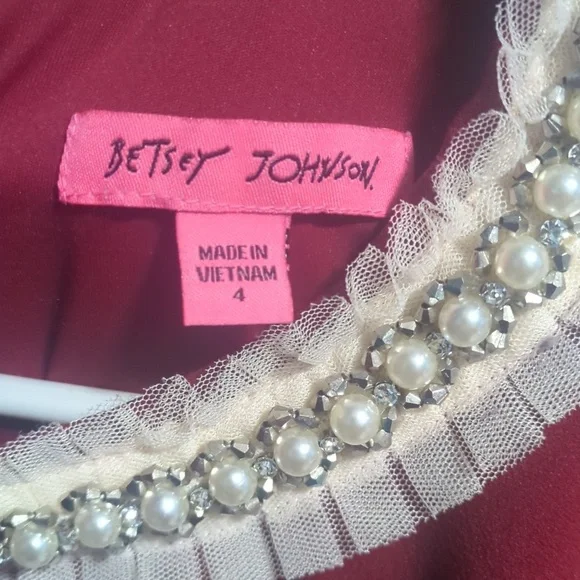 BETSEY JOHNSON.
MADE IN
VIETNAM
4